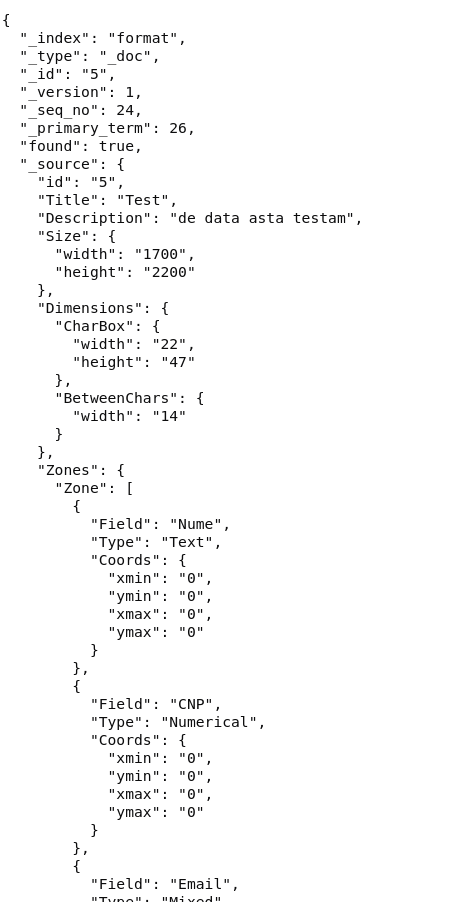 {
  "_index": "format",
  "_type": "_doc",
  "_id": "5",
  "_version": 1,
  "_seq_no": 24,
  "_primary_term": 26,
  "found": true,
  "_source": {
    "id": "5",
    "Title": "Test",
    "Description": "de data asta testam",
    "Size": {
      "width": "1700",
      "height": "2200"
    },
    "Dimensions": {
      "CharBox": {
        "width": "22",
        "height": "47"
      },
      "BetweenChars": {
        "width": "14"
      }
    },
    "Zones": {
      "Zone": [
        {
          "Field": "Nume",
          "Type": "Text",
          "Coords": {
            "xmin": "0",
            "ymin": "0",
            "xmax": "0",
            "ymax": "0"
          }
        },
        {
          "Field": "CNP",
          "Type": "Numerical",
          "Coords": {
            "xmin": "0",
            "ymin": "0",
            "xmax": "0",
            "ymax": "0"
          }
        },
        {
          "Field": "Email",
          "Type": "Mixed"